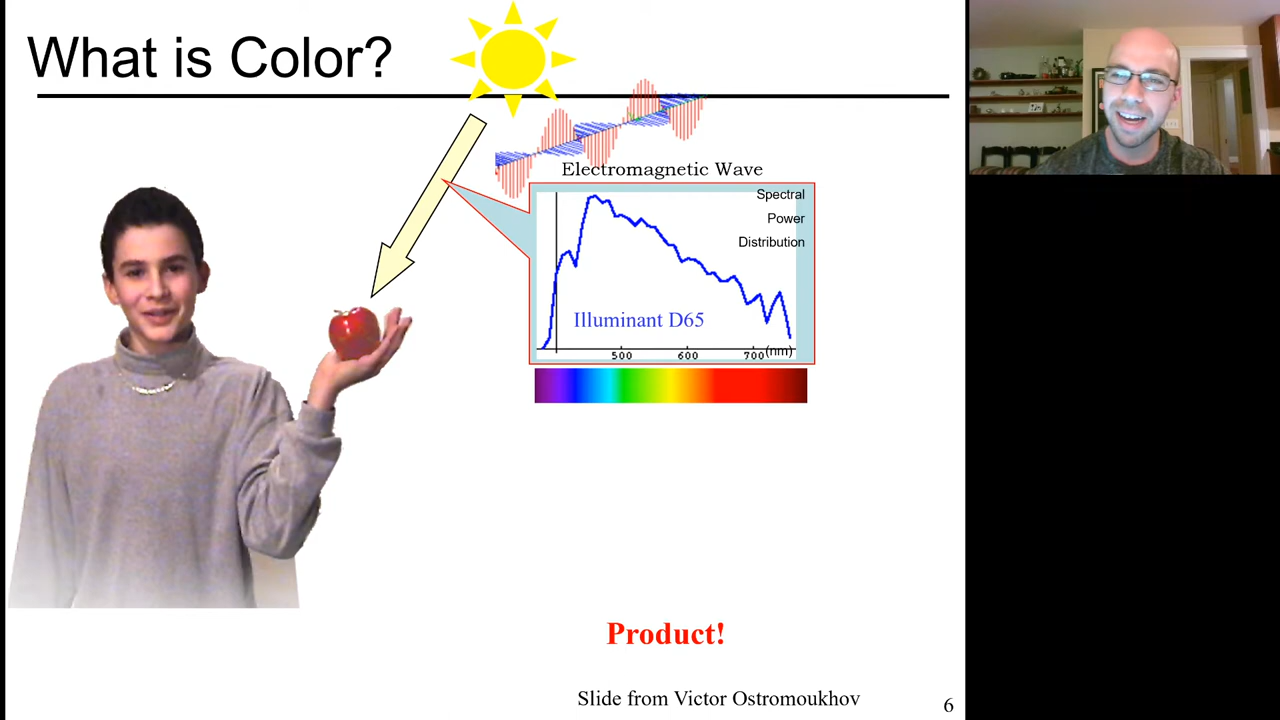 What is Color?
Electromagnetic Wave
Spectral
Power
Distribution
Illuminant D65
500 600 700 (nm)
Product!
Slide from Victor Ostromoukhov
6